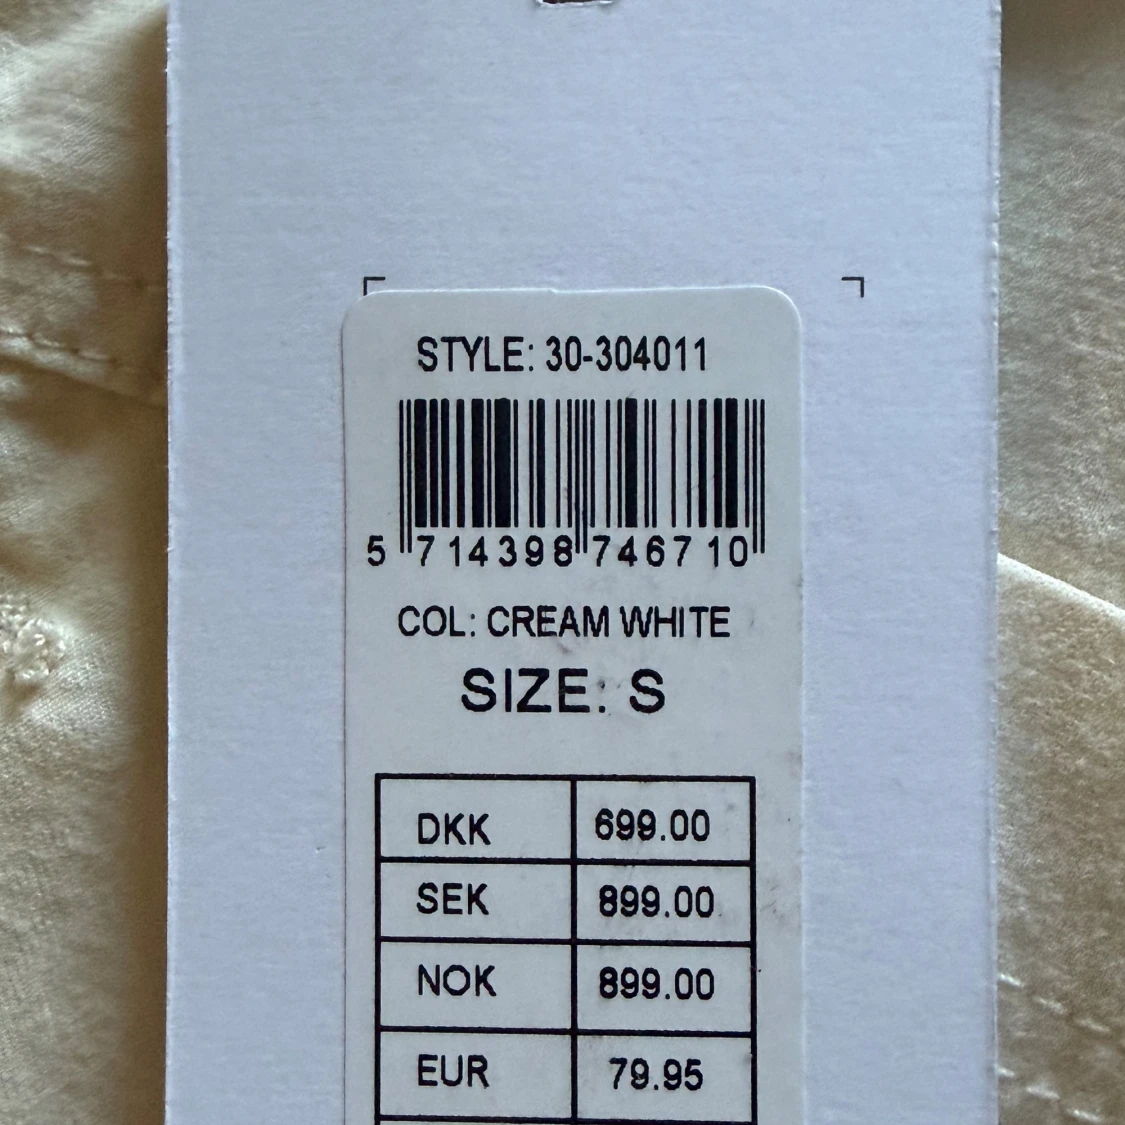 STYLE: 30-304011
5 714398 746710
COL: CREAM WHITE
SIZE: S
DKK 699.00
SEK 899.00
NOK 899.00
EUR 79.95